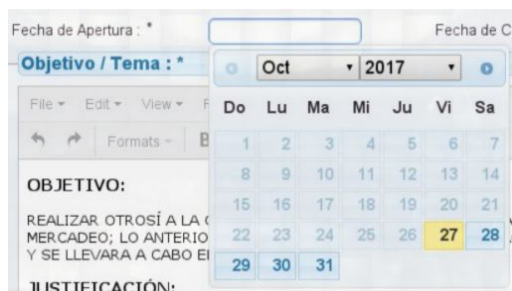 Fecha de Apertura : * Fecha de C
Objetivo / Tema : *
Oct 2017
File Edit View
Do Lu Ma Mi Ju Vi Sa
Formats B
1 2 3 4 5 6 7
8 9 10 11 12 13 14
15 16 17 18 19 20 21
22 23 24 25 26 27 28
29 30 31
OBJETIVO:
REALIZAR OTROSÍ A LA
MERCADEO; LO ANTERIO
Y SE LLEVARA A CABO E
JUSTIFICACIÓN: